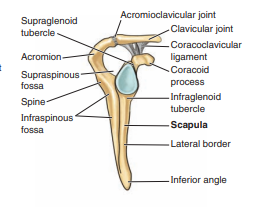 Supraglenoid
tubercle
Acromion
Supraspinous
fossa
Spine
Infraspinous
fossa
Acromioclavicular joint
Clavicular joint
Coracoclavicular
ligament
Coracoid
process
Infraglenoid
tubercle
Scapula
Lateral border
Inferior angle